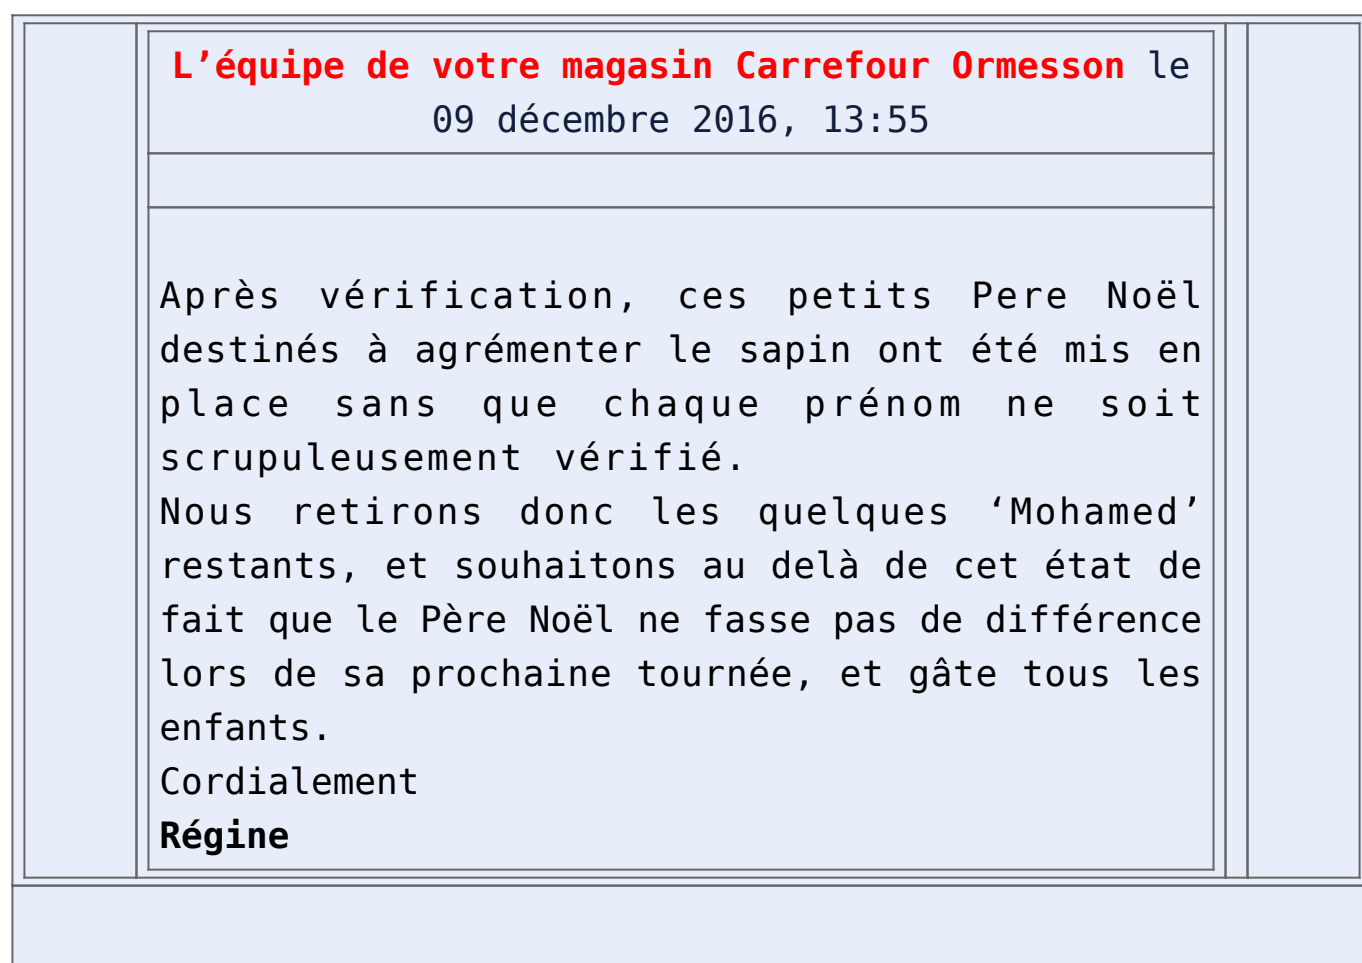 L’équipe de votre magasin Carrefour Ormesson le
09 décembre 2016, 13:55
Après vérification, ces petits Pere Noël
destinés à agrémenter le sapin ont été mis en
place sans que chaque prénom ne soit
scrupuleusement vérifié.
Nous retirons donc les quelques ‘Mohamed’
restants, et souhaitons au delà de cet état de
fait que le Père Noël ne fasse pas de différence
lors de sa prochaine tournée, et gâte tous les
enfants.
Cordialement
Régine